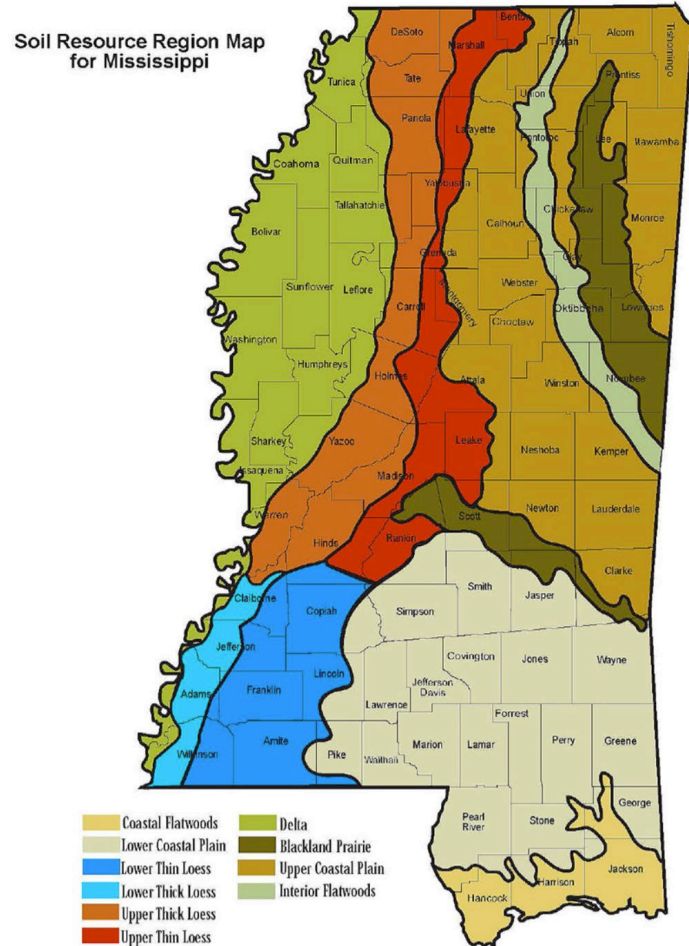 Soil Resource Region Map
for Mississippi
DeSoto
Marshall
Benton
Tippah
Alcorn
Tishomingo
Tunica
Tate
Prentiss
Union
Panola
Lafayette
Pontotoc
Lee
Itawamba
Coahoma
Quitman
Yalobusha
Tallahatchie
Calhoun
Chickasaw
Monroe
Bolivar
Grenada
Clay
Sunflower
Leflore
Webster
Montgomery
Carroll
Oktibbeha
Lowndes
Choctaw
Washington
Humphreys
Holmes
Attala
Winston
Noxubee
Sharkey
Yazoo
Leake
Neshoba
Kemper
Issaquena
Madison
Warren
Scott
Newton
Lauderdale
Hinds
Rankin
Clarke
Claiborne
Copiah
Simpson
Smith
Jasper
Jefferson
Covington
Jones
Wayne
Adams
Franklin
Lincoln
Lawrence
Jefferson
Davis
Forrest
Wilkinson
Amite
Pike
Walthall
Marion
Lamar
Perry
Greene
George
Pearl
River
Stone
Jackson
Hancock
Harrison
Coastal Flatwoods
Lower Coastal Plain
Lower Thin Loess
Lower Thick Loess
Upper Thick Loess
Upper Thin Loess
Delta
Blackland Prairie
Upper Coastal Plain
Interior Flatwoods